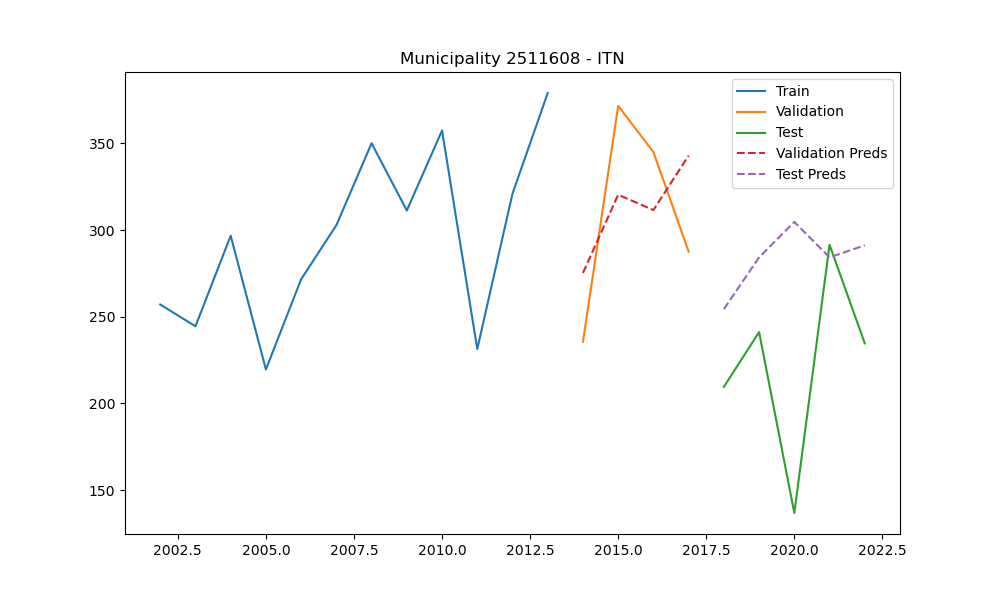 Municipality 2511608 - ITN
Train
Validation
Test
Validation Preds
Test Preds
350
300
250
200
150
2002.5 2005.0 2007.5 2010.0 2012.5 2015.0 2017.5 2020.0 2022.5